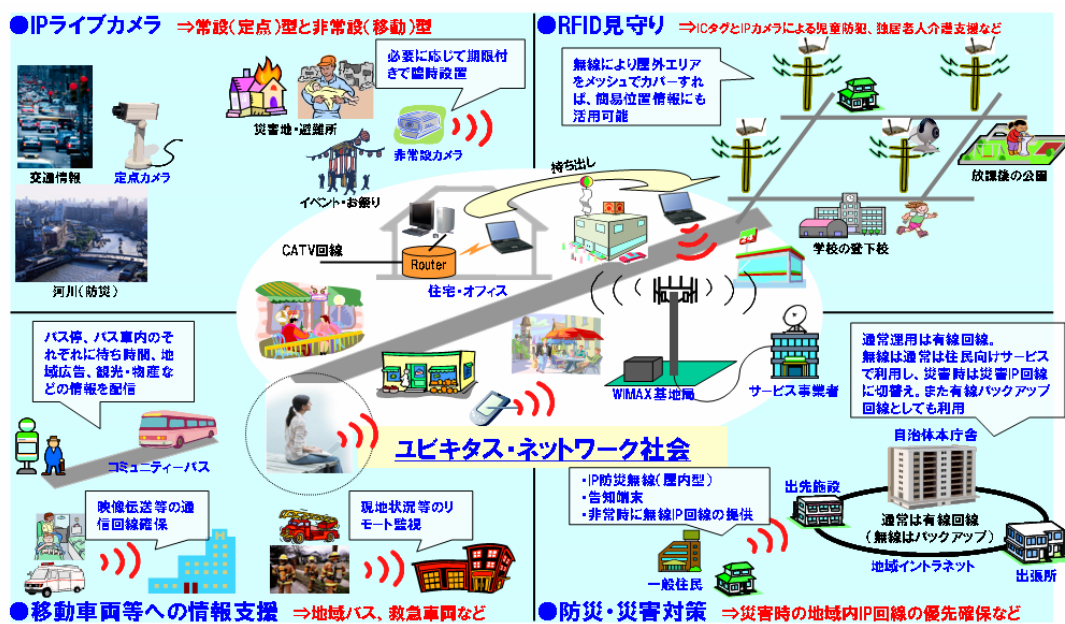 ●IPライブカメラ ⇒常設(定点)型と非常設(移動)型
必要に応じて期限付
きで臨時設置
災害地・避難所
非常設カメラ
交通情報
定点カメラ
イベント・お祭り
河川(防災)
●RFID見守り ⇒ICタグとIPカメラによる児童防犯、独居老人介護支援など
無線により屋外エリア
をメッシュでカバーすれ
ば、簡易位置情報にも
活用可能
放課後の公園
学校の登下校
持ち出し
CATV回線
Router
住宅・オフィス
WiMAX基地局
サービス事業者
ユビキタス・ネットワーク社会
バス停、バス車内のそ
れぞれに待ち時間、地
域広告、観光・物産な
どの情報を配信
コミュニティーバス
映像伝送等の通
信回線確保
現地状況等のリ
モート監視
●移動車両等への情報支援 ⇒地域バス、救急車両など
通常運用は有線回線。
無線は通常は住民向けサービス
で利用し、災害時は災害IP回線
に切替え。また有線バックアップ
回線としても利用
自治体本庁舎
・IP防災無線(屋内型)
・告知端末
・非常時に無線IP回線の提供
出先施設
通常は有線回線
(無線はバックアップ)
地域イントラネット
出張所
一般住民
●防災・災害対策 ⇒災害時の地域内IP回線の優先確保など